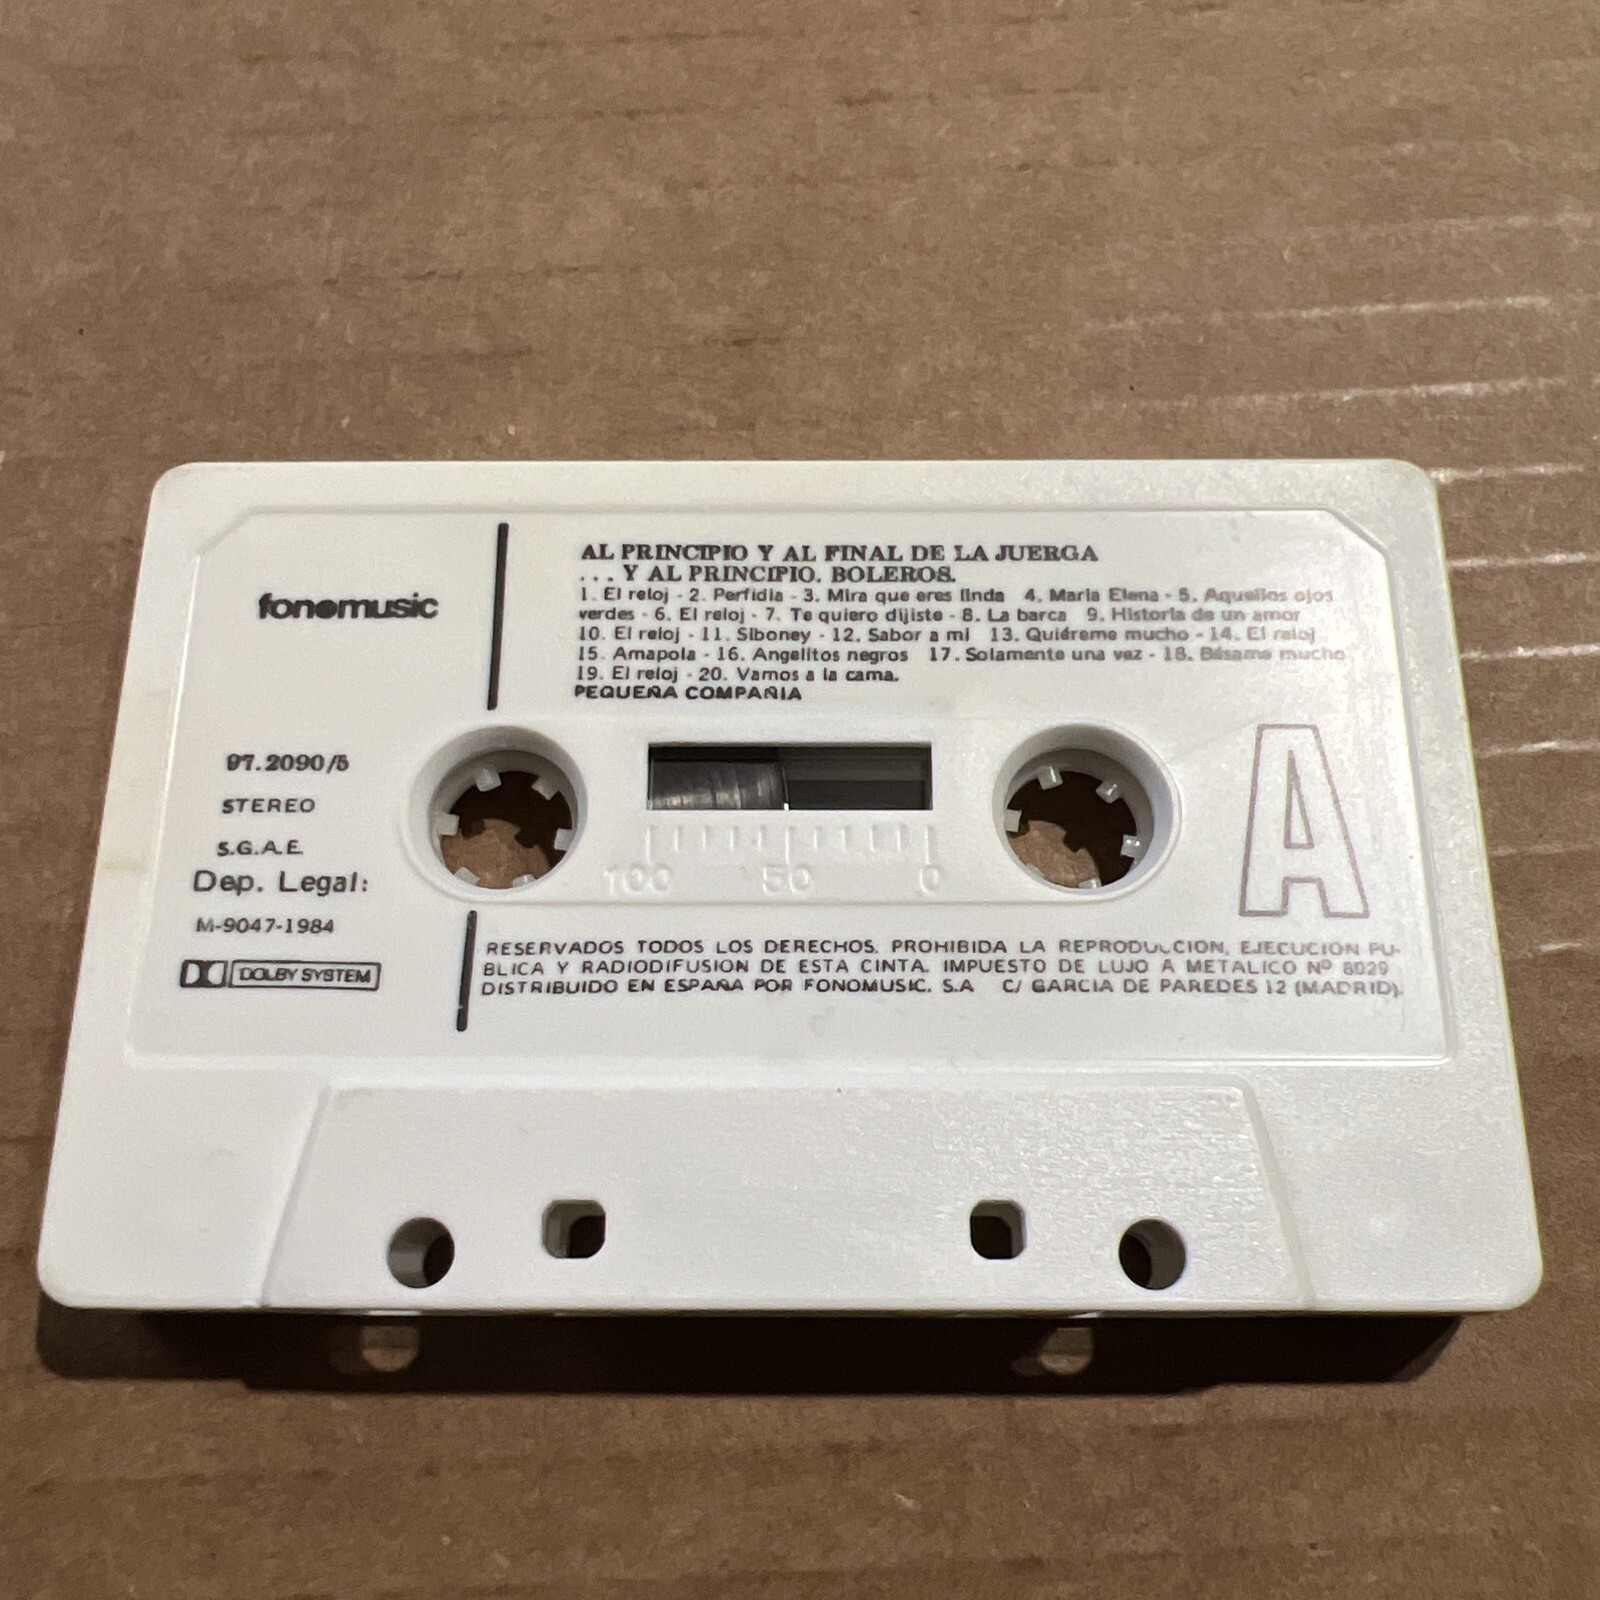 fonomusic
AL PRINCIPIO Y AL FINAL DE LA JUERGA
... Y AL PRINCIPIO. BOLEROS.
1. El reloj - 2. Perfidia - 3. Mira que eres linda 4. Maria Elena - 5. Aquellos ojos
verdes - 6. El reloj - 7. Te quiero dijiste - 8. La barca 9. Historia de un amor
10. El reloj - 11. Siboney - 12. Sabor a mi 13. Quiéreme mucho - 14. El reloj
15. Amapola - 16. Angelitos negros 17. Solamente una vez - 18. Bésame mucho
19. El reloj - 20. Vamos a la cama.
PEQUEÑA COMPAÑIA
97.2090/5
STEREO
S.G.A.E.
Dep. Legal:
M-9047-1984
DOLBY SYSTEM
100 50 0
A
RESERVADOS TODOS LOS DERECHOS. PROHIBIDA LA REPRODUCCION, EJECUCION PU-
BLICA Y RADIODIFUSION DE ESTA CINTA. IMPUESTO DE LUJO A METALICO Nº 8029
DISTRIBUIDO EN ESPAÑA POR FONOMUSIC. S.A C/ GARCIA DE PAREDES 12 (MADRID).